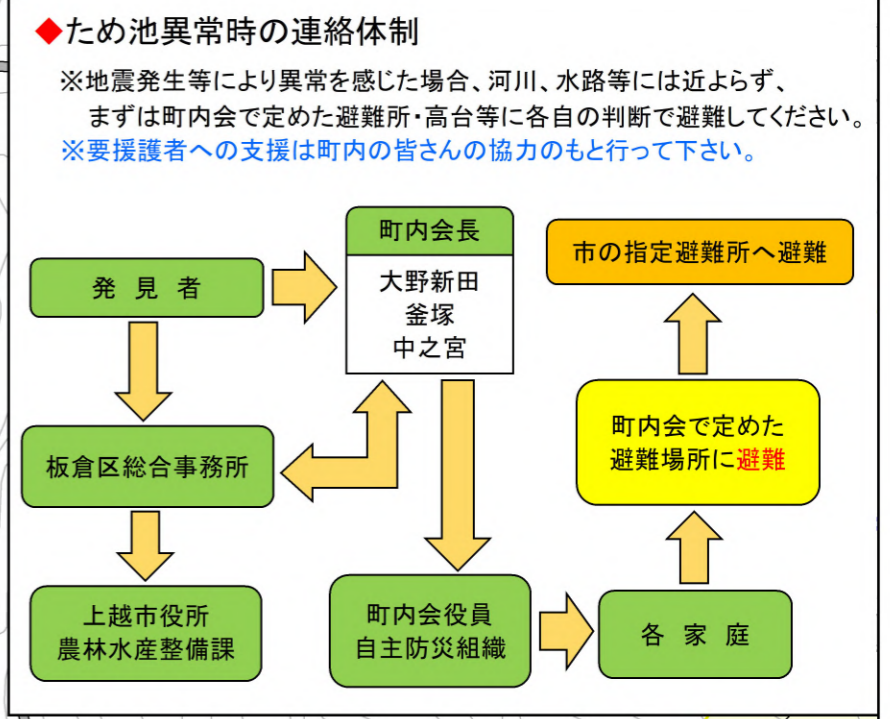 ◆ため池異常時の連絡体制
※地震発生等により異常を感じた場合、河川、水路等には近よらず、
まずは町内会で定めた避難所・高台等に各自の判断で避難してください。
※要援護者への支援は町内の皆さんの協力のもと行って下さい。
発 見 者
町内会長
大野新田
釜塚
中之宮
市の指定避難所へ避難
板倉区総合事務所
町内会で定めた
避難場所に避難
上越市役所
農林水産整備課
町内会役員
自主防災組織
各 家 庭